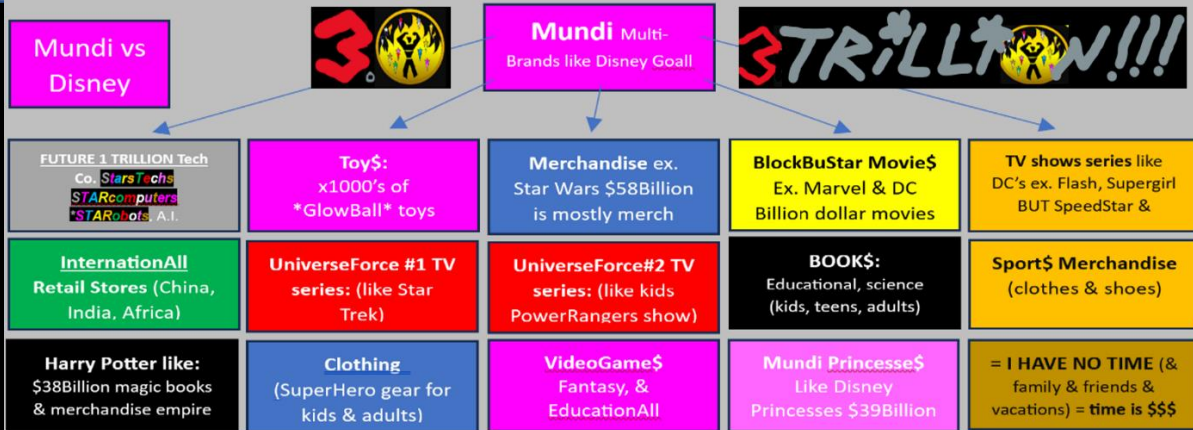 Mundi vs
Disney
3.0
Mundi Multi-
Brands like Disney Goall
3TRiLLi*N!!!
FUTURE 1 TRILLION Tech
Co. StarsTechs
STARcomputers
*STARobots, A.I.
Toy$:
x1000's of
*GlowBall* toys
Merchandise ex.
Star Wars $58Billion
is mostly merch
BlockBuStar Movie$
Ex. Marvel & DC
Billion dollar movies
TV shows series like
DC's ex. Flash, Supergirl
BUT SpeedStar &
InternationAll
Retail Stores (China,
India, Africa)
UniverseForce #1 TV
series: (like Star
Trek)
UniverseForce#2 TV
series: (like kids
PowerRangers show)
BOOK$:
Educational, science
(kids, teens, adults)
Sport$ Merchandise
(clothes & shoes)
Harry Potter like:
$38Billion magic books
& merchandise empire
Clothing
(SuperHero gear for
kids & adults)
VideoGame$
Fantasy, &
EducationAll
Mundi Princesse$
Like Disney
Princesses $39Billion
= I HAVE NO TIME (&
family & friends &
vacations) = time is $$$